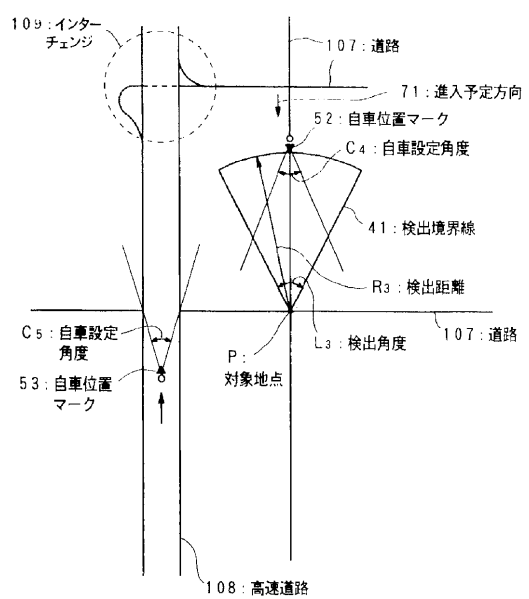 109:インター
チェンジ
107:道路
71:進入予定方向
52:自車位置マーク
C4:自車設定角度
41:検出境界線
R3:検出距離
L3:検出角度
107:道路
P:
対象地点
C5:自車設定
角度
53:自車位置
マーク
108:高速道路